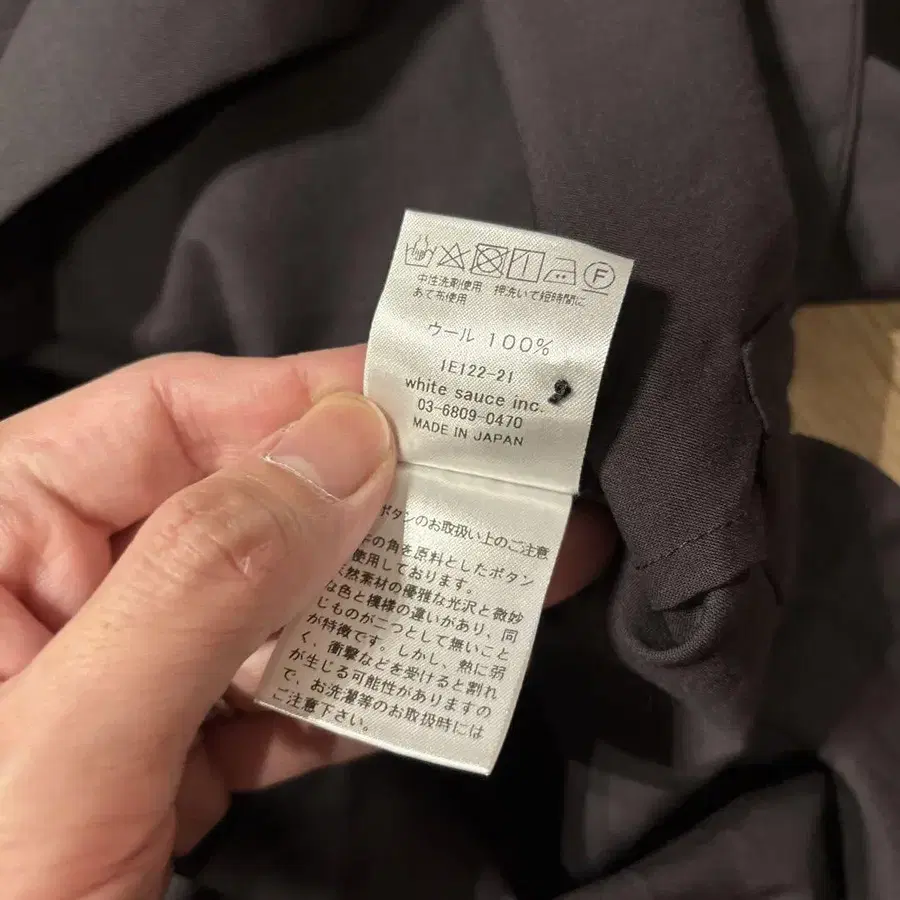 F
中性洗剤使用 押洗いで短時間に
あて布使用
ウール 100%
1E122-21
white sauce inc.
03-6809-0470
MADE IN JAPAN
ボタンのお取扱い上のご注意
の角を原料としたボタン
使用しております。
然素材の優雅な光沢と微妙
な色と模様の違いがあり、同
じものが二つとして無いこと
が特徴です。しかし、熱に弱
く、衝撃などを受けると割れ
が生じる可能性がありますの
で、お洗濯等のお取扱時には
ご注意下さい。